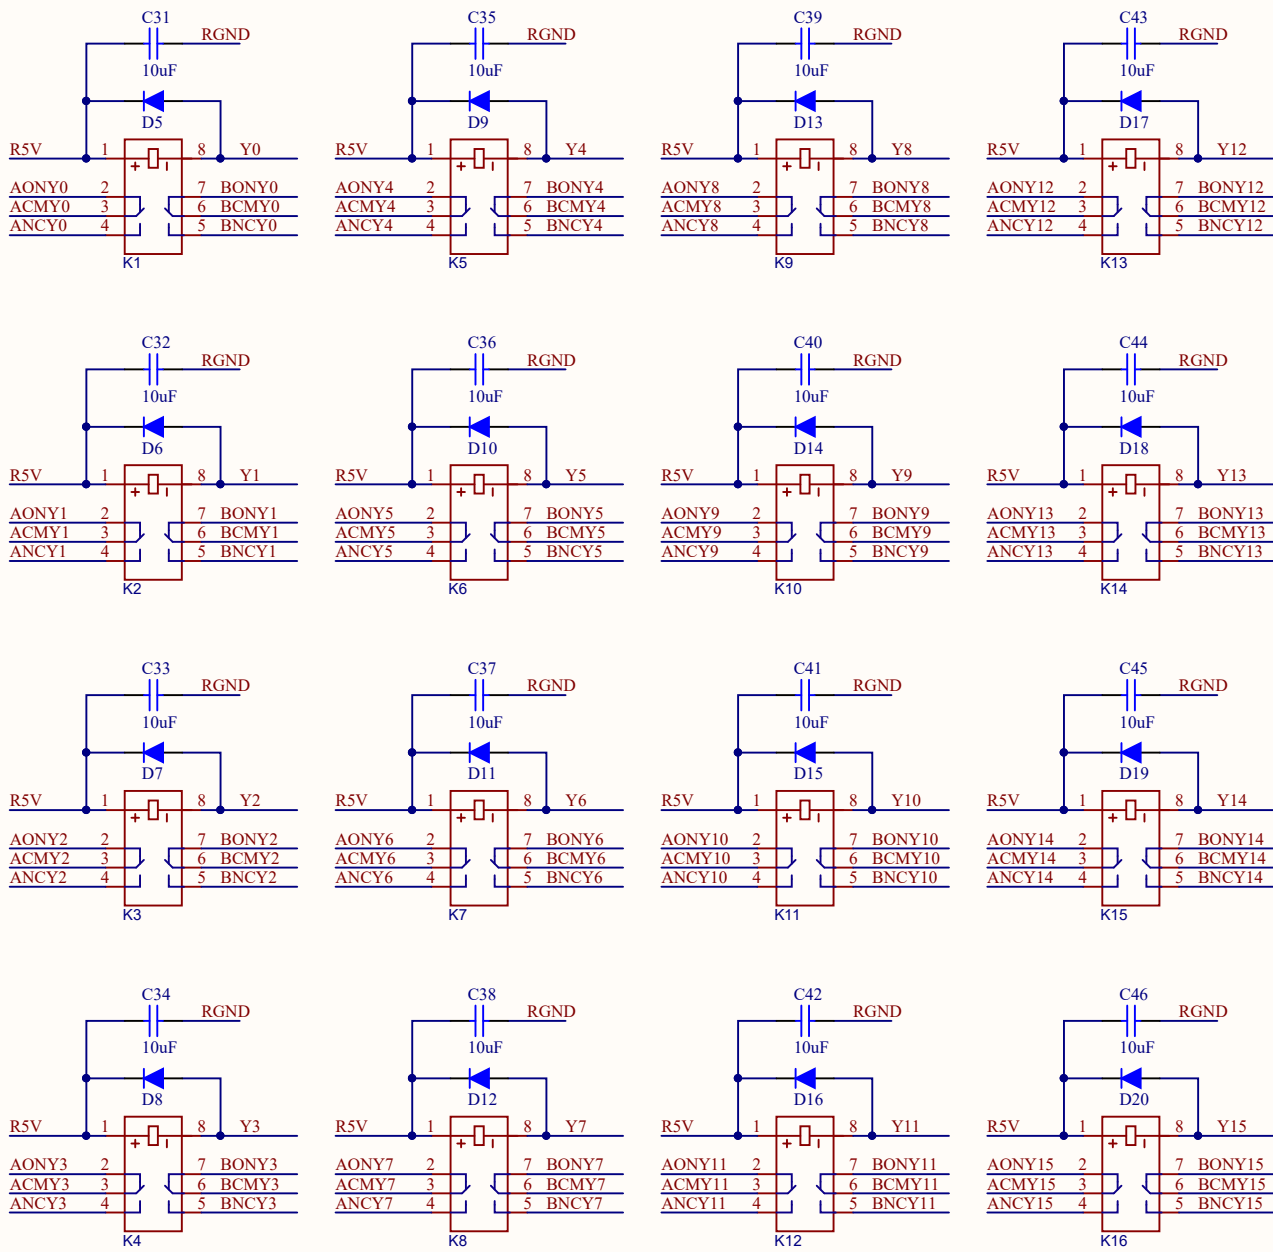 C31 C35 C39 C43
RGND RGND RGND RGND
10uF 10uF 10uF 10uF
D5 D9 D13 D17
R5V 1 8 Y0 R5V 1 8 Y4 R5V 1 8 Y8 R5V 1 8 Y12
AONY0 2 7 BONY0 AONY4 2 7 BONY4 AONY8 2 7 BONY8 AONY12 2 7 BONY12
ACMY0 3 6 BCMY0 ACMY4 3 6 BCMY4 ACMY8 3 6 BCMY8 ACMY12 3 6 BCMY12
ANCY0 4 5 BNCY0 ANCY4 4 5 BNCY4 ANCY8 4 5 BNCY8 ANCY12 4 5 BNCY12
K1 K5 K9 K13
C32 C36 C40 C44
RGND RGND RGND RGND
10uF 10uF 10uF 10uF
D6 D10 D14 D18
R5V 1 8 Y1 R5V 1 8 Y5 R5V 1 8 Y9 R5V 1 8 Y13
AONY1 2 7 BONY1 AONY5 2 7 BONY5 AONY9 2 7 BONY9 AONY13 2 7 BONY13
ACMY1 3 6 BCMY1 ACMY5 3 6 BCMY5 ACMY9 3 6 BCMY9 ACMY13 3 6 BCMY13
ANCY1 4 5 BNCY1 ANCY5 4 5 BNCY5 ANCY9 4 5 BNCY9 ANCY13 4 5 BNCY13
K2 K6 K10 K14
C33 C37 C41 C45
RGND RGND RGND RGND
10uF 10uF 10uF 10uF
D7 D11 D15 D19
R5V 1 8 Y2 R5V 1 8 Y6 R5V 1 8 Y10 R5V 1 8 Y14
AONY2 2 7 BONY2 AONY6 2 7 BONY6 AONY10 2 7 BONY10 AONY14 2 7 BONY14
ACMY2 3 6 BCMY2 ACMY6 3 6 BCMY6 ACMY10 3 6 BCMY10 ACMY14 3 6 BCMY14
ANCY2 4 5 BNCY2 ANCY6 4 5 BNCY6 ANCY10 4 5 BNCY10 ANCY14 4 5 BNCY14
K3 K7 K11 K15
C34 C38 C42 C46
RGND RGND RGND RGND
10uF 10uF 10uF 10uF
D8 D12 D16 D20
R5V 1 8 Y3 R5V 1 8 Y7 R5V 1 8 Y11 R5V 1 8 Y15
AONY3 2 7 BONY3 AONY7 2 7 BONY7 AONY11 2 7 BONY11 AONY15 2 7 BONY15
ACMY3 3 6 BCMY3 ACMY7 3 6 BCMY7 ACMY11 3 6 BCMY11 ACMY15 3 6 BCMY15
ANCY3 4 5 BNCY3 ANCY7 4 5 BNCY7 ANCY11 4 5 BNCY11 ANCY15 4 5 BNCY15
K4 K8 K12 K16